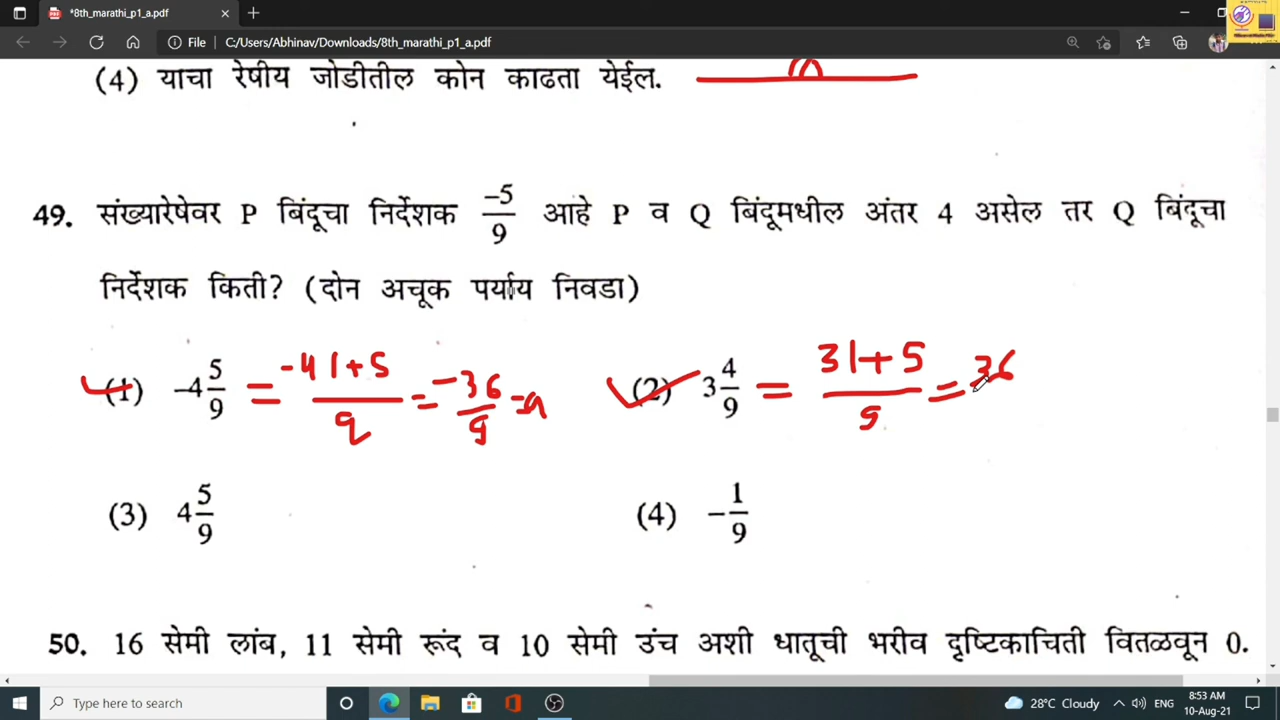 *8th_marathi_p1_a.pdf
File C:/Users/Abhinav/Downloads/8th_marathi_p1_a.pdf
(4) याचा रेषीय जोडीतील कोन काढता येईल.
49. संख्यारेषेवर P बिंदूचा निर्देशक -5/9 आहे P व Q बिंदूमधील अंतर 4 असेल तर Q बिंदूचा
निर्देशक किती? (दोन अचूक पर्याय निवडा)
(1) -4 5/9 = -41+5/9 = -36/9 = (2) 3 4/9 = 31+5/9 = 36
(3) 4 5/9 (4) -1/9
50. 16 सेमी लांब, 11 सेमी रूंद व 10 सेमी उंच अशी धातूची भरीव दृष्टिकाचिती वितळवून 0.
Type here to search 28°C Cloudy 8:53 AM
10-Aug-21